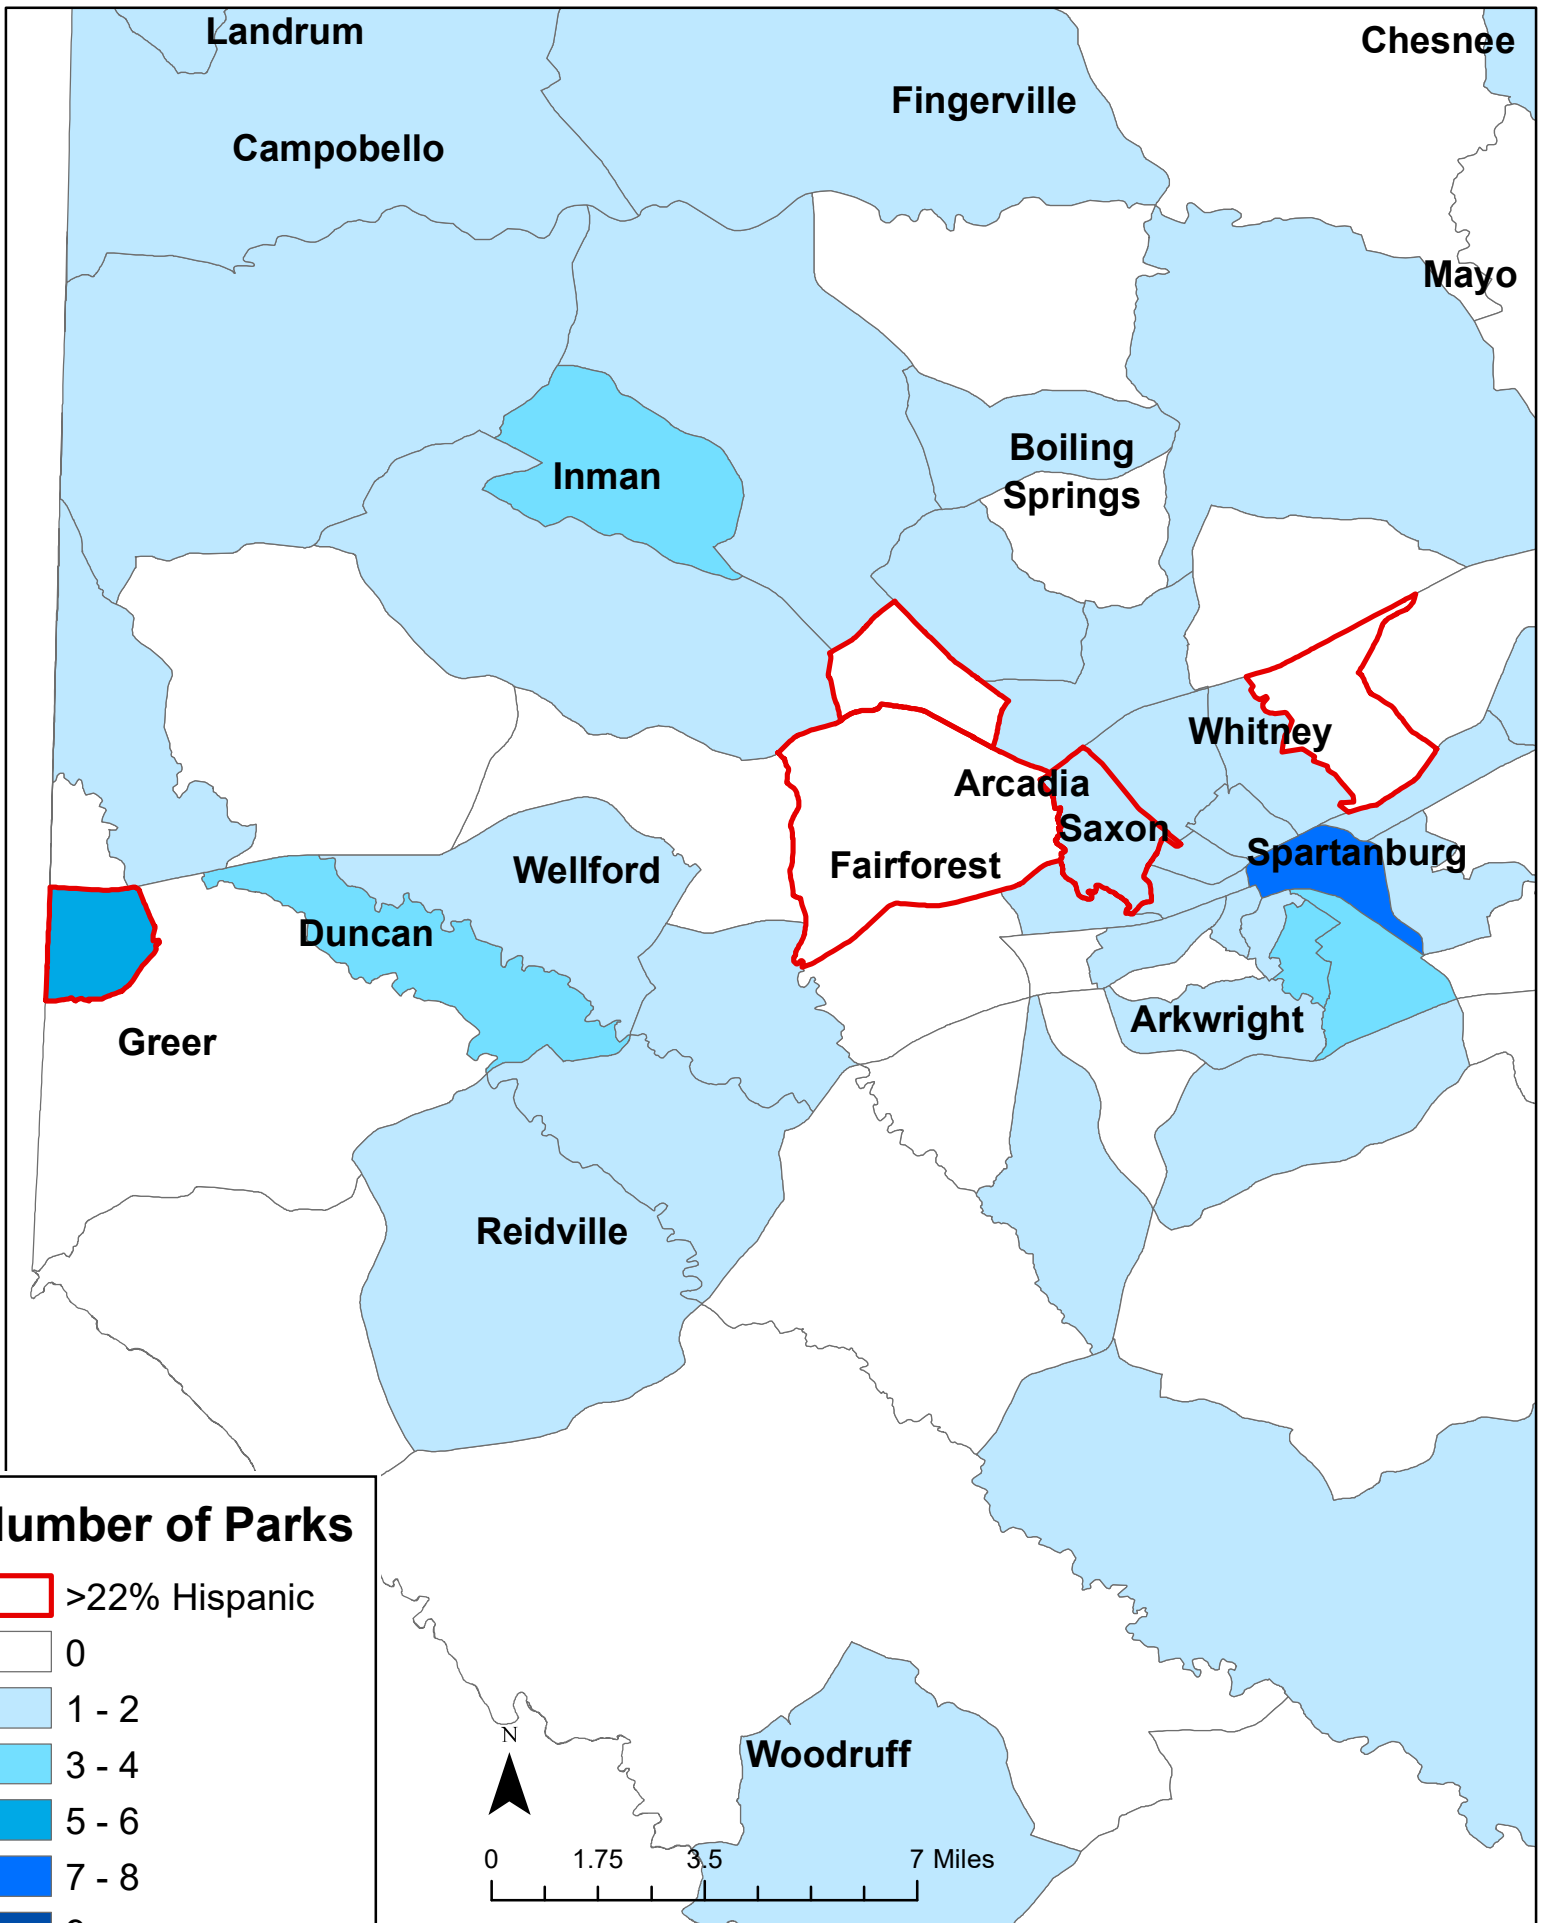 Landrum
Chesnee
Fingerville
Campobello
Mayo
Boiling
Springs
Inman
Whitney
Arcadia
Saxon
Spartanburg
Fairforest
Wellford
Duncan
Arkwright
Greer
Reidville
Woodruff
umber of Parks
>22% Hispanic
0
1 - 2
3 - 4
5 - 6
7 - 8
N
0 1.75 3.5 7 Miles